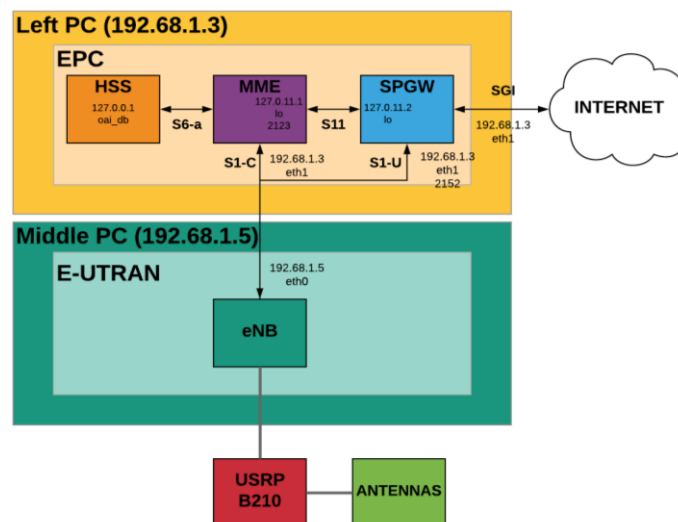 Left PC (192.68.1.3)
EPC
HSS
127.0.0.1
oai_db
S6-a
MME
127.0.11.1
lo
2123
S11
SPGW
127.0.11.2
lo
SGI
192.68.1.3
eth1
INTERNET
S1-C
192.68.1.3
eth1
S1-U
192.68.1.3
eth1
2152
Middle PC (192.68.1.5)
E-UTRAN
192.68.1.5
eth0
eNB
USRP
B210
ANTENNAS